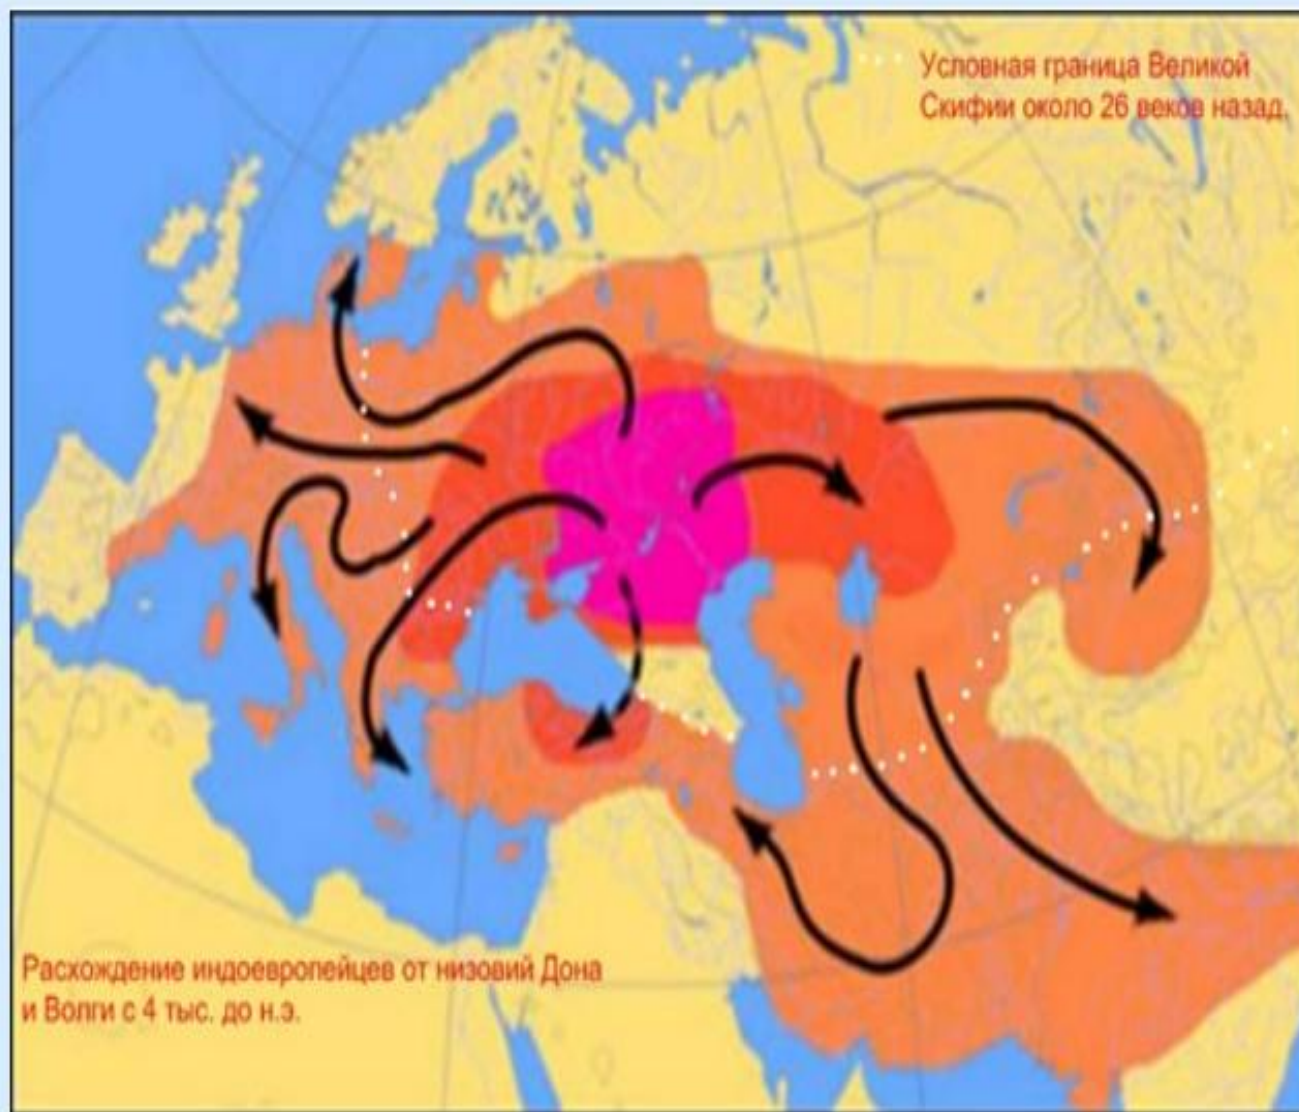 Условная граница Великой
Скифии около 26 веков назад.
Расхождение индоевропейцев от низовий Дона
и Волги с 4 тыс. до н.э.